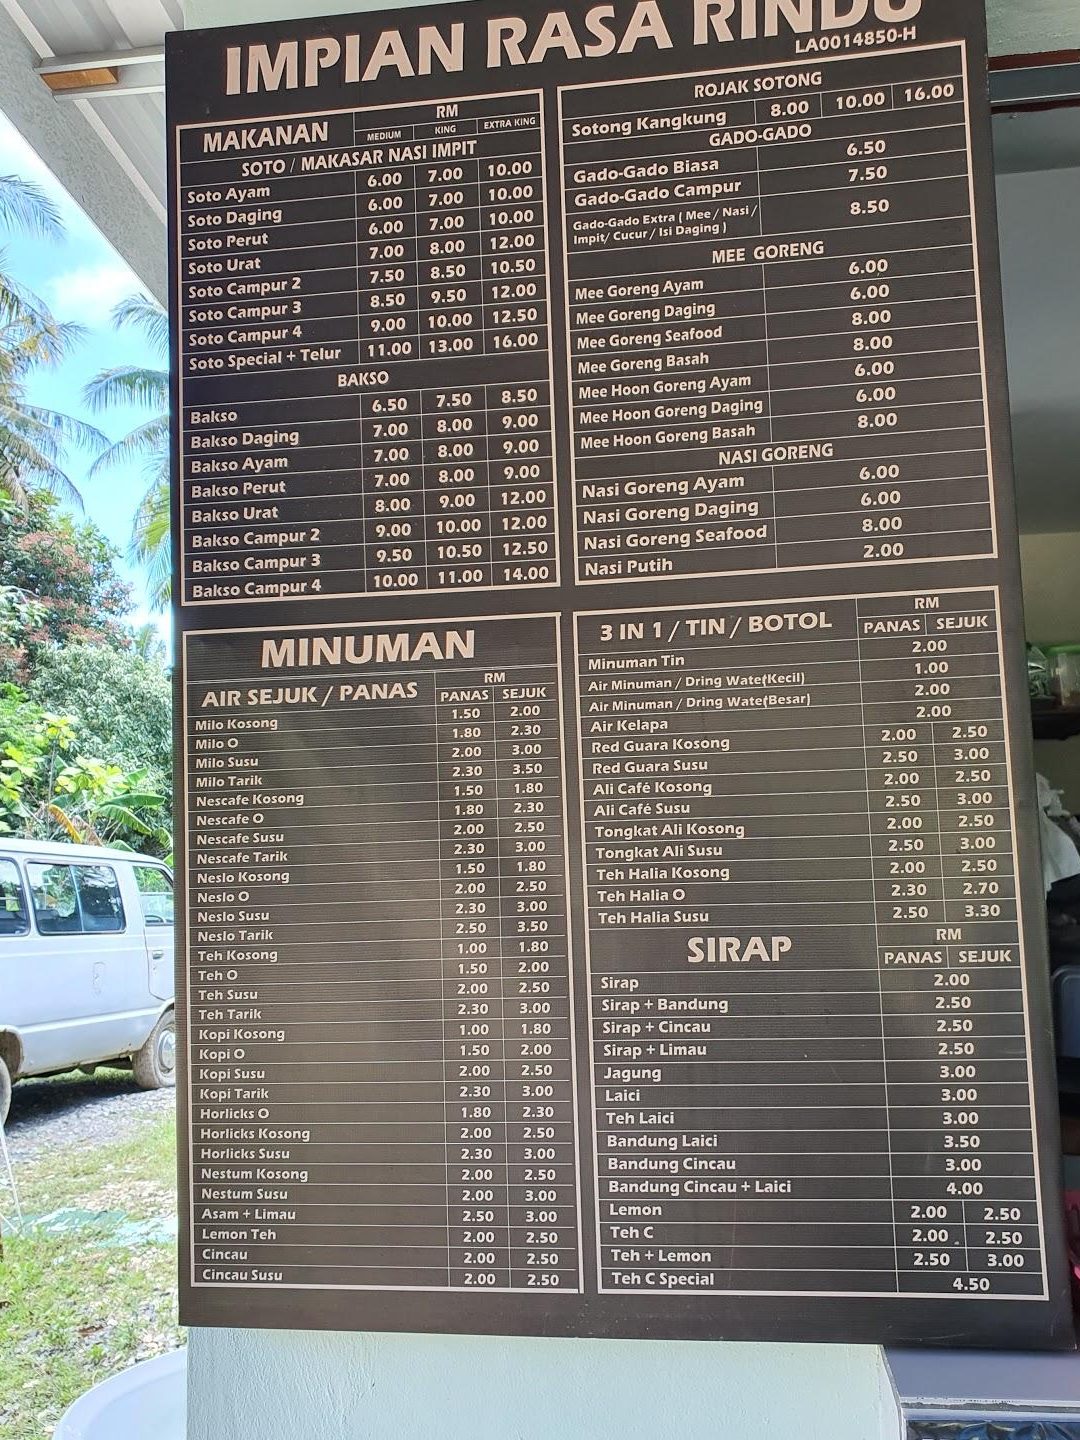 IMPIAN RASA RINDU
LA0014850-H
MAKANAN RM
MEDIUM KING EXTRA KING
SOTO / MAKASAR NASI IMPIT
Soto Ayam 6.00 7.00 10.00
Soto Daging 6.00 7.00 10.00
Soto Perut 6.00 7.00 10.00
Soto Urat 7.00 8.00 12.00
Soto Campur 2 7.50 8.50 10.50
Soto Campur 3 8.50 9.50 12.00
Soto Campur 4 9.00 10.00 12.50
Soto Special + Telur 11.00 13.00 16.00
BAKSO
Bakso 6.50 7.50 8.50
Bakso Daging 7.00 8.00 9.00
Bakso Ayam 7.00 8.00 9.00
Bakso Perut 7.00 8.00 9.00
Bakso Urat 8.00 9.00 12.00
Bakso Campur 2 9.00 10.00 12.00
Bakso Campur 3 9.50 10.50 12.50
Bakso Campur 4 10.00 11.00 14.00
ROJAK SOTONG
Sotong Kangkung 8.00 10.00 16.00
GADO-GADO
Gado-Gado Biasa 6.50
Gado-Gado Campur 7.50
Gado-Gado Extra ( Mee / Nasi / 8.50
Impit/ Cucur / Isi Daging )
MEE GORENG
Mee Goreng Ayam 6.00
Mee Goreng Daging 6.00
Mee Goreng Seafood 8.00
Mee Goreng Basah 8.00
Mee Hoon Goreng Ayam 6.00
Mee Hoon Goreng Daging 6.00
Mee Hoon Goreng Basah 8.00
NASI GORENG
Nasi Goreng Ayam 6.00
Nasi Goreng Daging 6.00
Nasi Goreng Seafood 8.00
Nasi Putih 2.00
MINUMAN
AIR SEJUK / PANAS RM
PANAS SEJUK
Milo Kosong 1.50 2.00
Milo O 1.80 2.30
Milo Susu 2.00 3.00
Milo Tarik 2.30 3.50
Nescafe Kosong 1.50 1.80
Nescafe O 1.80 2.30
Nescafe Susu 2.00 2.50
Nescafe Tarik 2.30 3.00
Neslo Kosong 1.50 1.80
Neslo O 2.00 2.50
Neslo Susu 2.30 3.00
Neslo Tarik 2.50 3.50
Teh Kosong 1.00 1.80
Teh O 1.50 2.00
Teh Susu 2.00 2.50
Teh Tarik 2.30 3.00
Kopi Kosong 1.00 1.80
Kopi O 1.50 2.00
Kopi Susu 2.00 2.50
Kopi Tarik 2.30 3.00
Horlicks O 1.80 2.30
Horlicks Kosong 2.00 2.50
Horlicks Susu 2.30 3.00
Nestum Kosong 2.00 2.50
Nestum Susu 2.00 3.00
Asam + Limau 2.50 3.00
Lemon Teh 2.00 2.50
Cincau 2.00 2.50
Cincau Susu 2.00 2.50
3 IN 1 / TIN / BOTOL RM
PANAS SEJUK
Minuman Tin 2.00
Air Minuman / Dring Wate(Kecil) 1.00
Air Minuman / Dring Wate(Besar) 2.00
Air Kelapa 2.00
Red Guara Kosong 2.00 2.50
Red Guara Susu 2.50 3.00
Ali Café Kosong 2.00 2.50
Ali Café Susu 2.50 3.00
Tongkat Ali Kosong 2.00 2.50
Tongkat Ali Susu 2.50 3.00
Teh Halia Kosong 2.00 2.50
Teh Halia O 2.30 2.70
Teh Halia Susu 2.50 3.30
SIRAP RM
PANAS SEJUK
Sirap 2.00
Sirap + Bandung 2.50
Sirap + Cincau 2.50
Sirap + Limau 2.50
Jagung 3.00
Laici 3.00
Teh Laici 3.00
Bandung Laici 3.50
Bandung Cincau 3.00
Bandung Cincau + Laici 4.00
Lemon 2.00 2.50
Teh C 2.00 2.50
Teh + Lemon 2.50 3.00
Teh C Special 4.50